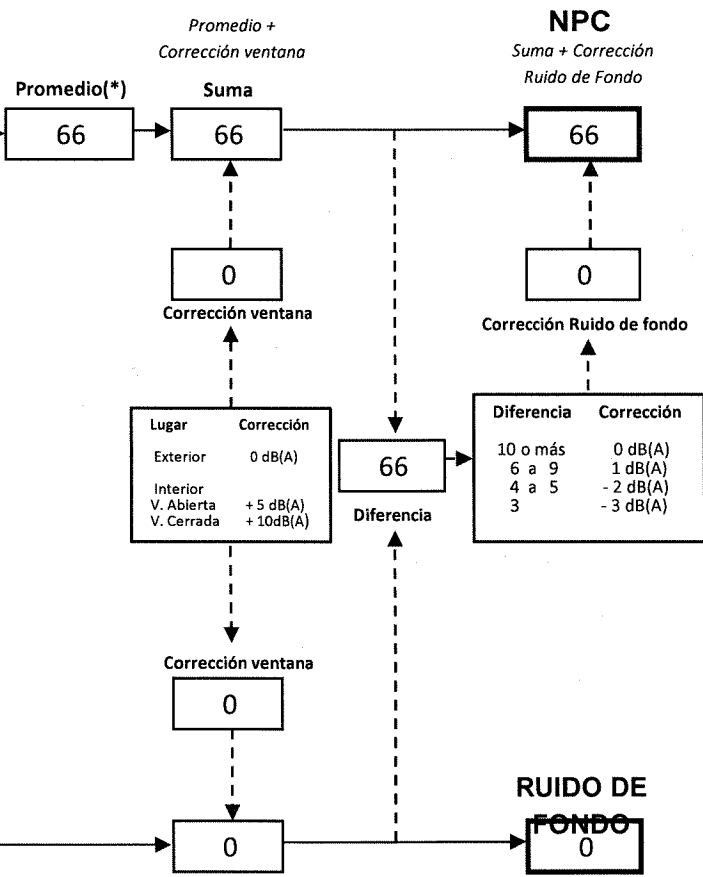 Promedio +
Corrección ventana
NPC
Suma + Corrección
Ruido de Fondo
Promedio(*)
Suma
66
66
66
0
0
Corrección ventana
Corrección Ruido de fondo
Lugar Corrección
Exterior 0 dB(A)
Interior
V. Abierta + 5 dB(A)
V. Cerrada + 10dB(A)
66
Diferencia
Diferencia Corrección
10 o más 0 dB(A)
6 a 9 1 dB(A)
4 a 5 - 2 dB(A)
3 - 3 dB(A)
Corrección ventana
0
RUIDO DE
FONDO
0
0